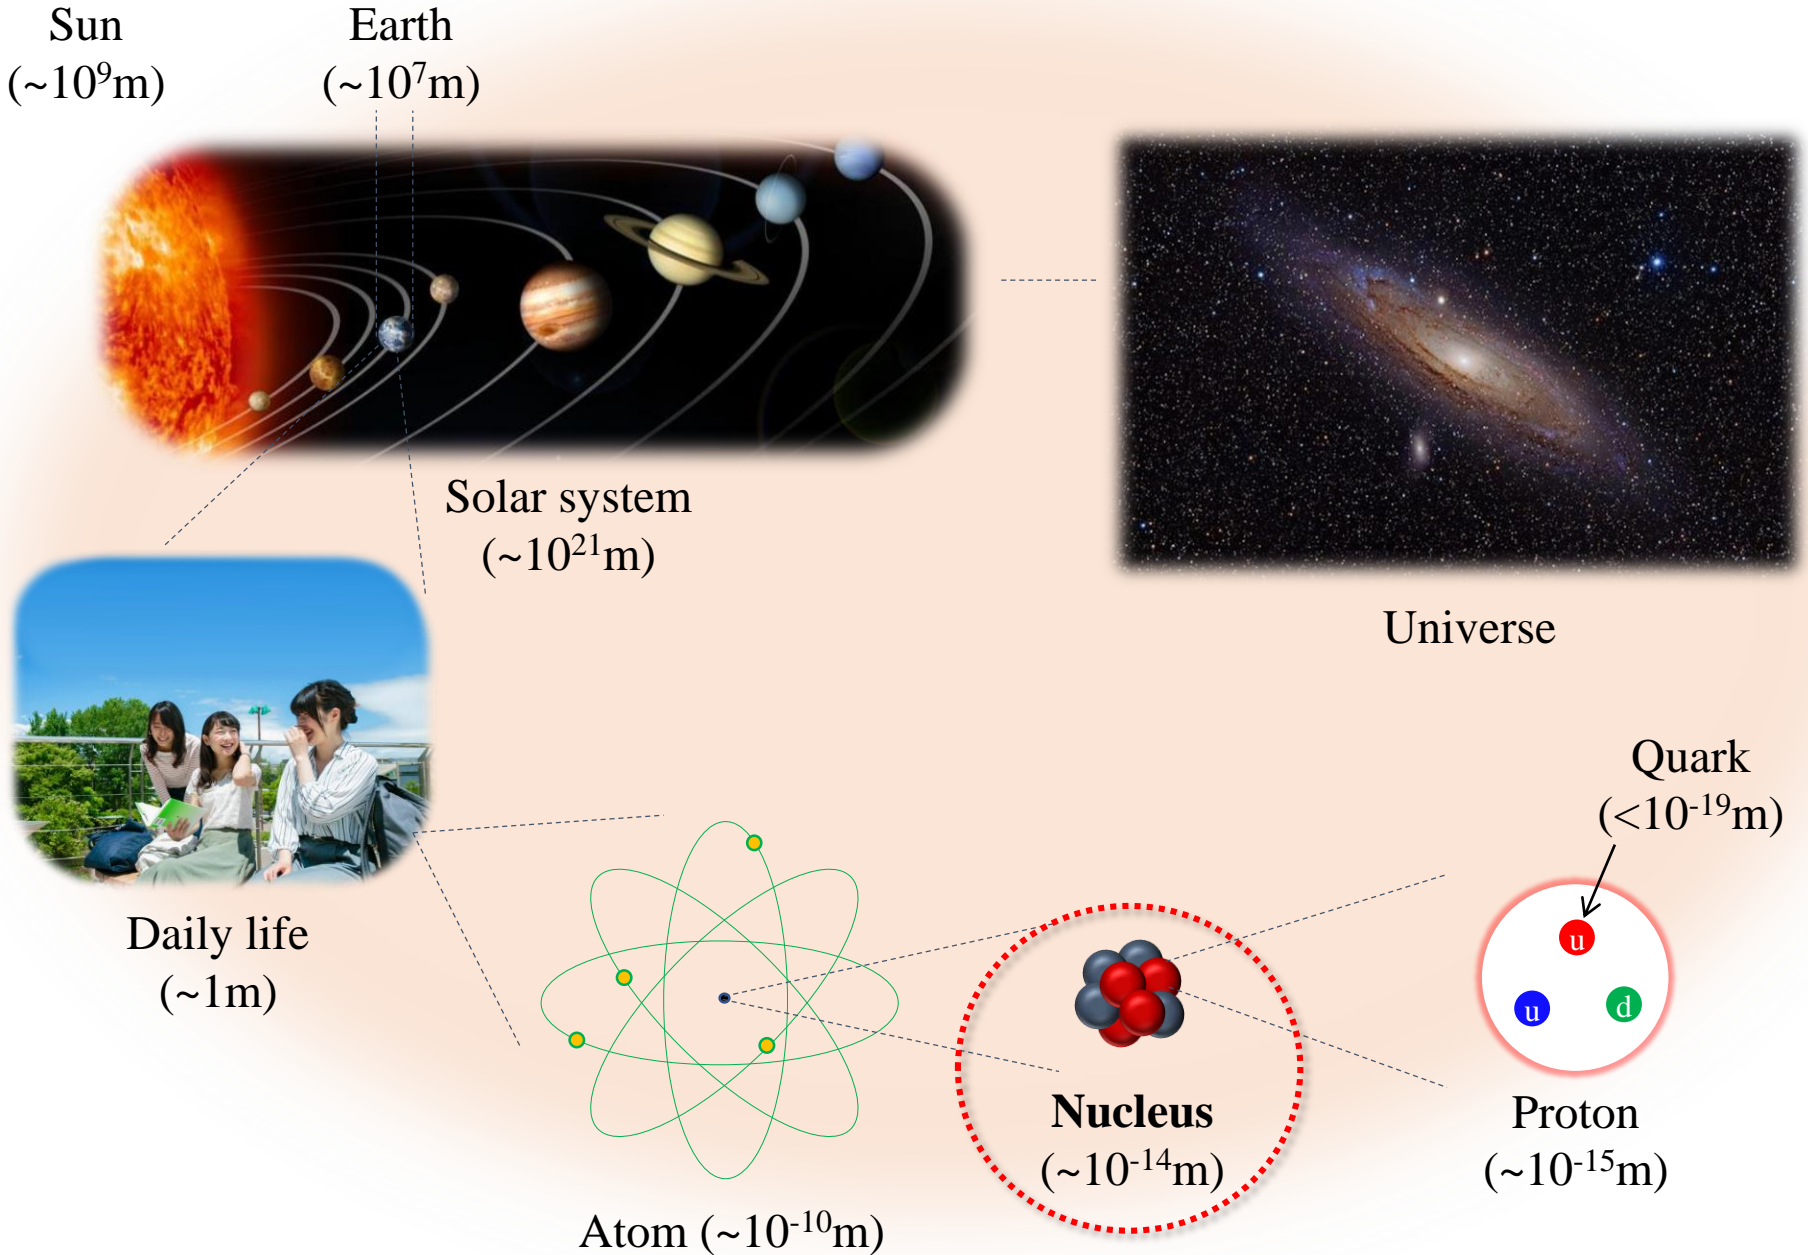 Sun
(~10⁹m)
Earth
(~10⁷m)
Solar system
(~10²¹m)
Universe
Daily life
(~1m)
Quark
(<10⁻¹⁹m)
u
u
d
Nucleus
(~10⁻¹⁴m)
Proton
(~10⁻¹⁵m)
Atom (~10⁻¹⁰m)